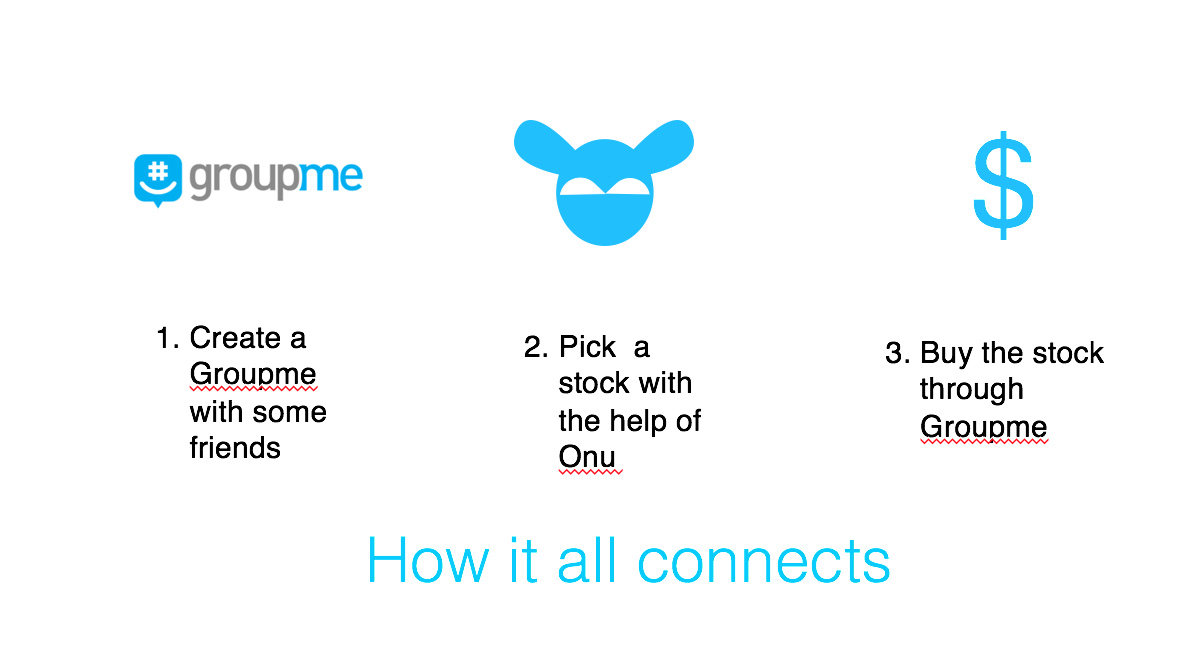 #
groupme
$
1. Create a
Groupme
with some
friends
2. Pick  a
stock with
the help of
Onu
3. Buy the stock
through
Groupme
How it all connects